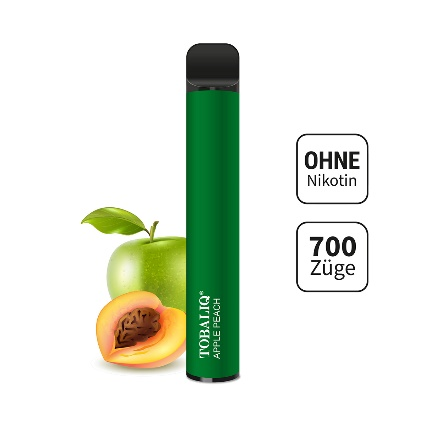 OHNE
Nikotin
700
Züge
TOBALIQ®
APPLE PEACH